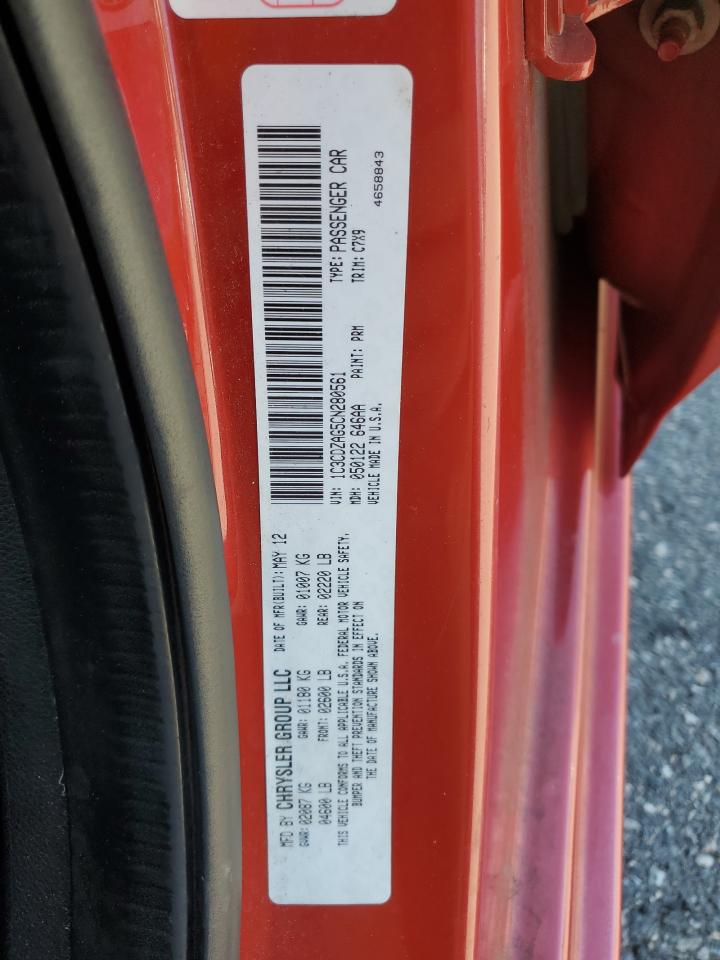 MFD BY CHRYSLER GROUP LLC DATE OF MFR(BUILT): MAY 12
GVWR: 02087 KG GAWR: 01180 KG GAWR: 01007 KG
04600 LB FRONT: 02600 LB REAR: 02220 LB
THIS VEHICLE CONFORMS TO ALL APPLICABLE U.S.A. FEDERAL MOTOR VEHICLE SAFETY,
BUMPER AND THEFT PREVENTION STANDARDS IN EFFECT ON
THE DATE OF MANUFACTURE SHOWN ABOVE.
VIN: 1C3CDZAG5CN280561 TYPE: PASSENGER CAR
MDH: 050122 646AA PAINT: PRM TRIM: C7X9
VEHICLE MADE IN U.S.A. 4658843